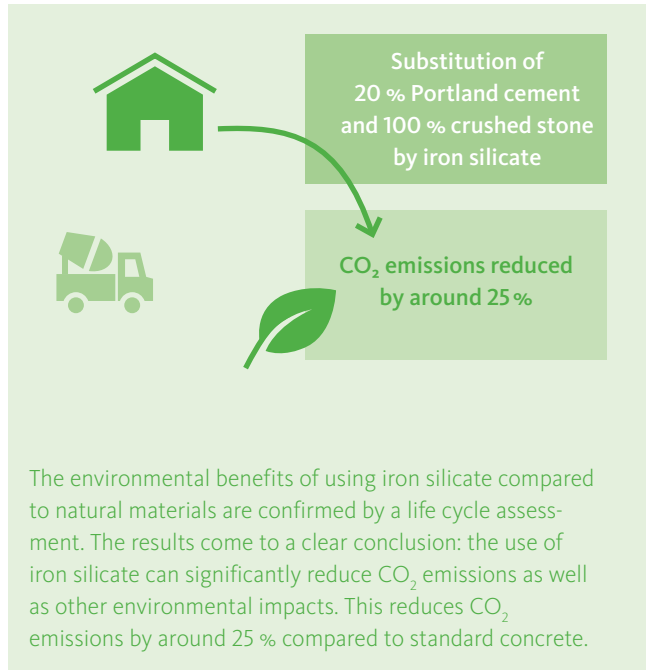 Substitution of
20 % Portland cement
and 100 % crushed stone
by iron silicate
CO₂ emissions reduced
by around 25 %
The environmental benefits of using iron silicate compared
to natural materials are confirmed by a life cycle assess-
ment. The results come to a clear conclusion: the use of
iron silicate can significantly reduce CO₂ emissions as well
as other environmental impacts. This reduces CO₂
emissions by around 25 % compared to standard concrete.